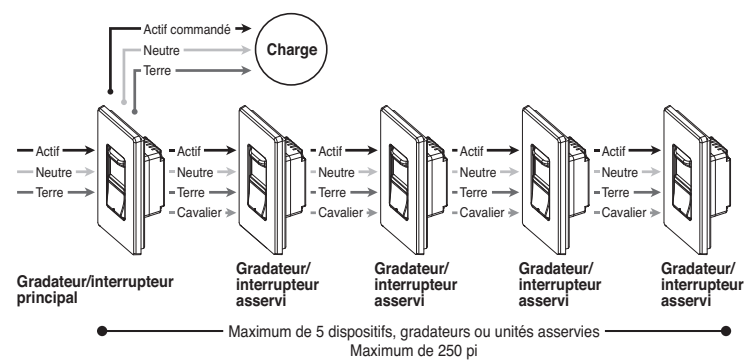 Actif commandé
Neutre
Terre
Charge
Actif
Neutre
Terre
Actif
Neutre
Terre
Cavalier
Actif
Neutre
Terre
Cavalier
Actif
Neutre
Terre
Cavalier
Actif
Neutre
Terre
Cavalier
Gradateur/interrupteur
principal
Gradateur/
interrupteur
asservi
Gradateur/
interrupteur
asservi
Gradateur/
interrupteur
asservi
Gradateur/
interrupteur
asservi
Maximum de 5 dispositifs, gradateurs ou unités asservies
Maximum de 250 pi